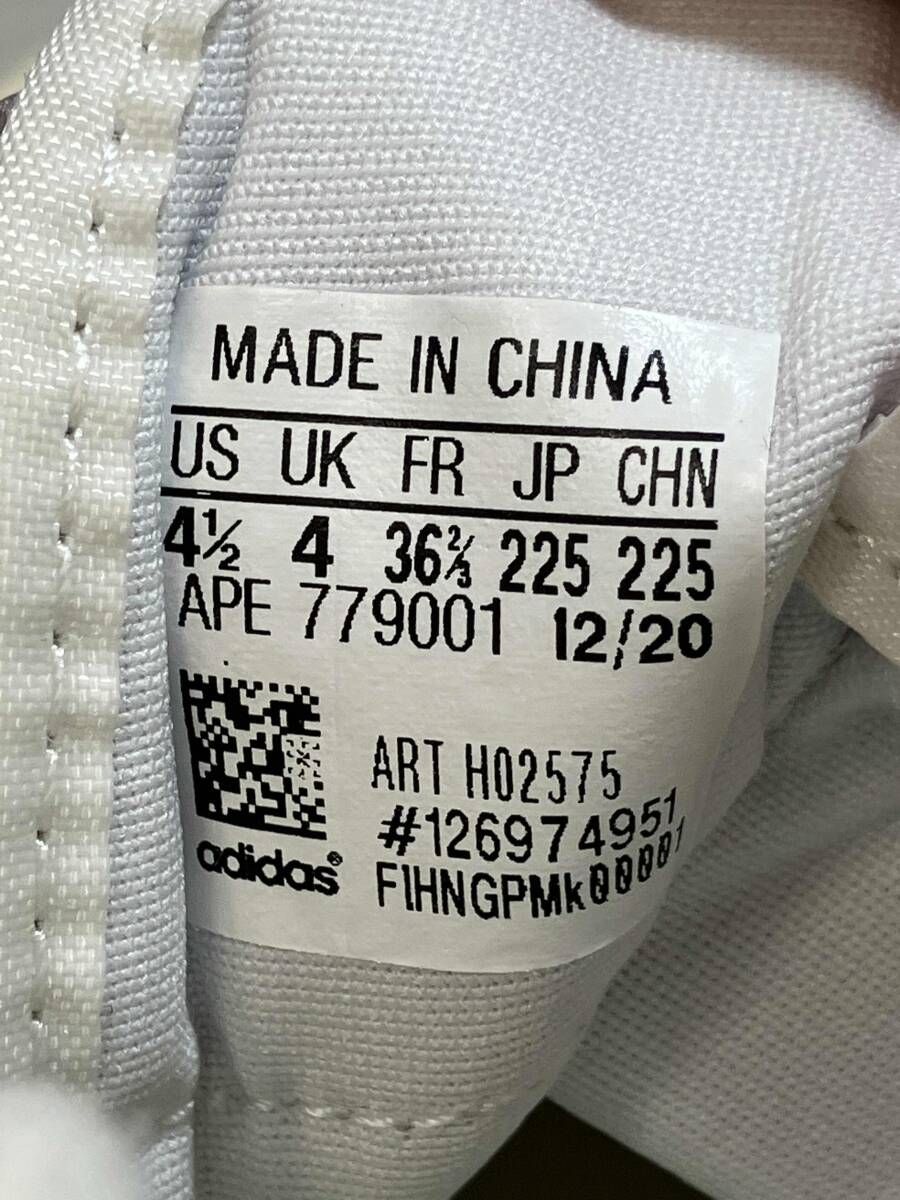 MADE IN CHINA
US UK FR JP CHN
4½ 4 36⅔ 225 225
APE 779001 12/20
ART H02575
#126974951
adidas®
FIHNGPMk00001